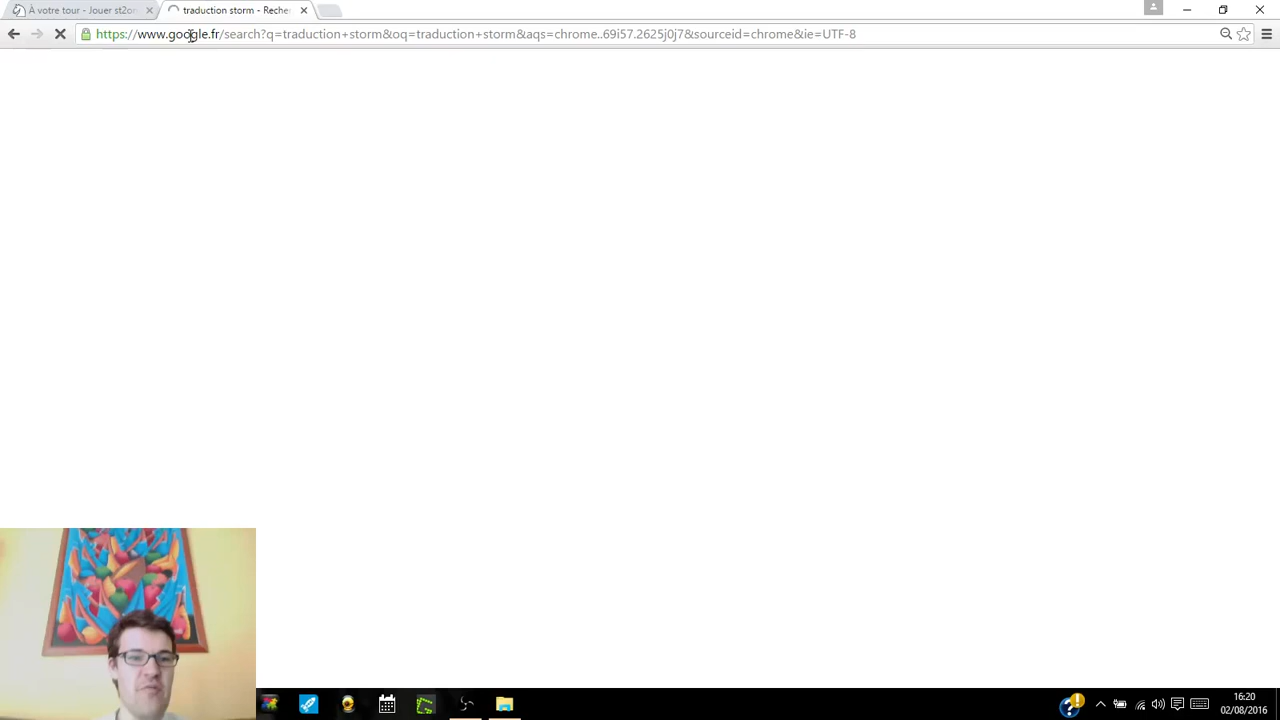 À votre tour - Jouer st2on
traduction storm - Reche
https://www.google.fr/search?q=traduction+storm&oq=traduction+storm&aqs=chrome..69i57.2625j0j7&sourceid=chrome&ie=UTF-8
16:20
02/08/2016